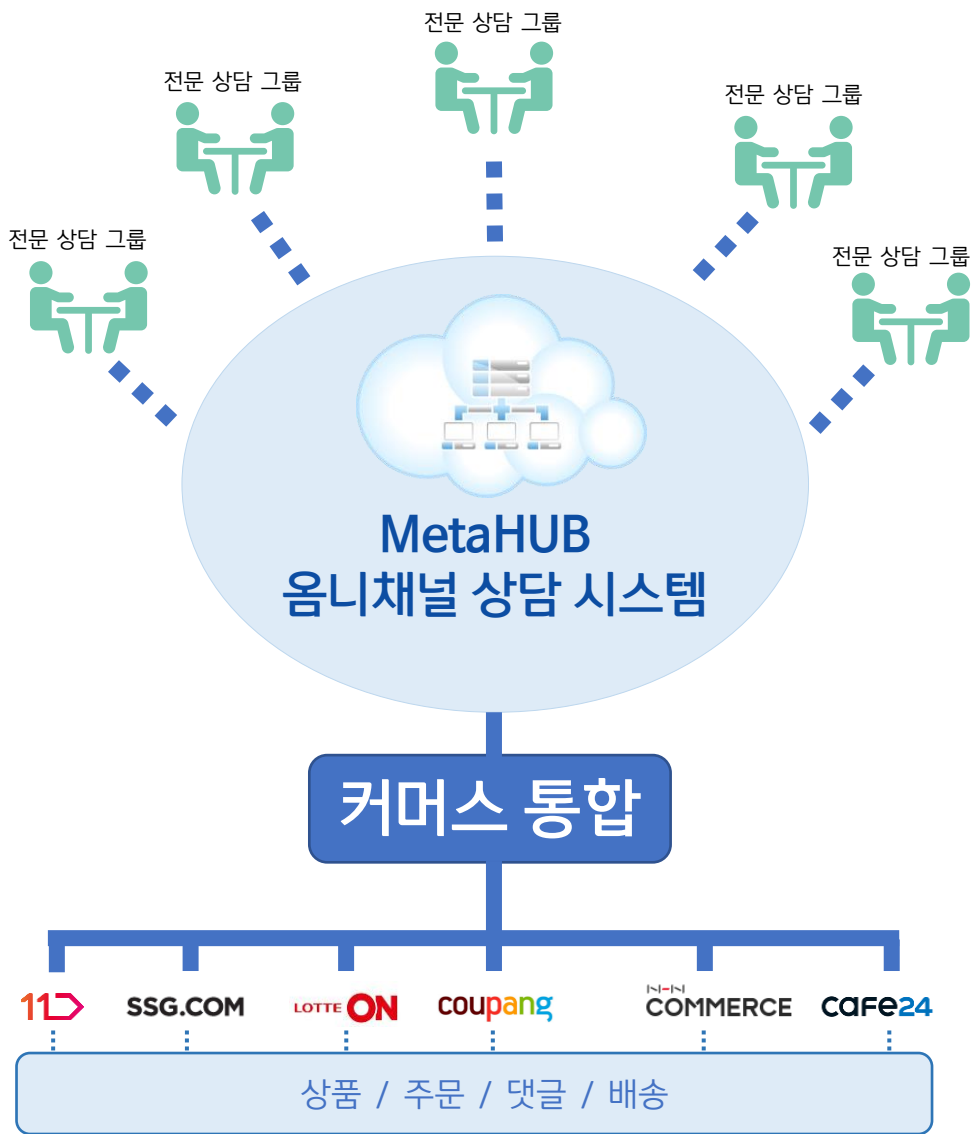 전문 상담 그룹
전문 상담 그룹
전문 상담 그룹
전문 상담 그룹
전문 상담 그룹
MetaHUB
옴니채널 상담 시스템
커머스 통합
11
SSG.COM
LOTTE ON
coupang
COMMERCE
cafe24
상품 / 주문 / 댓글 / 배송